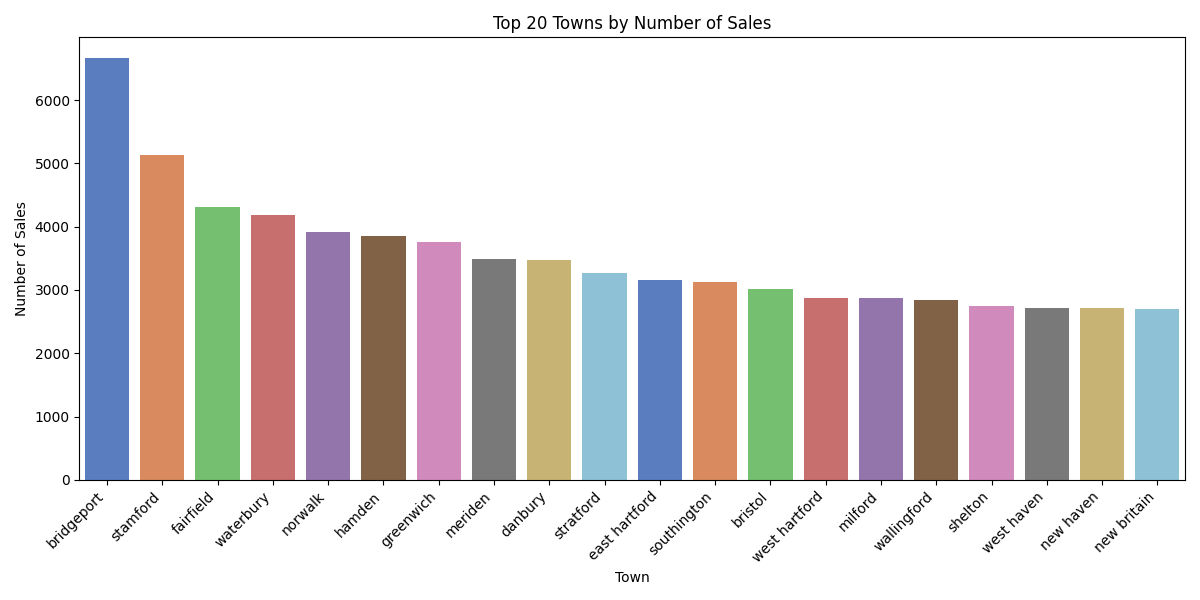 Top 20 Towns by Number of Sales
Number of Sales
6000
5000
4000
3000
2000
1000
0
bridgeport
stamford
fairfield
waterbury
norwalk
hamden
greenwich
meriden
danbury
stratford
east hartford
southington
bristol
west hartford
milford
wallingford
shelton
west haven
new haven
new britain
Town